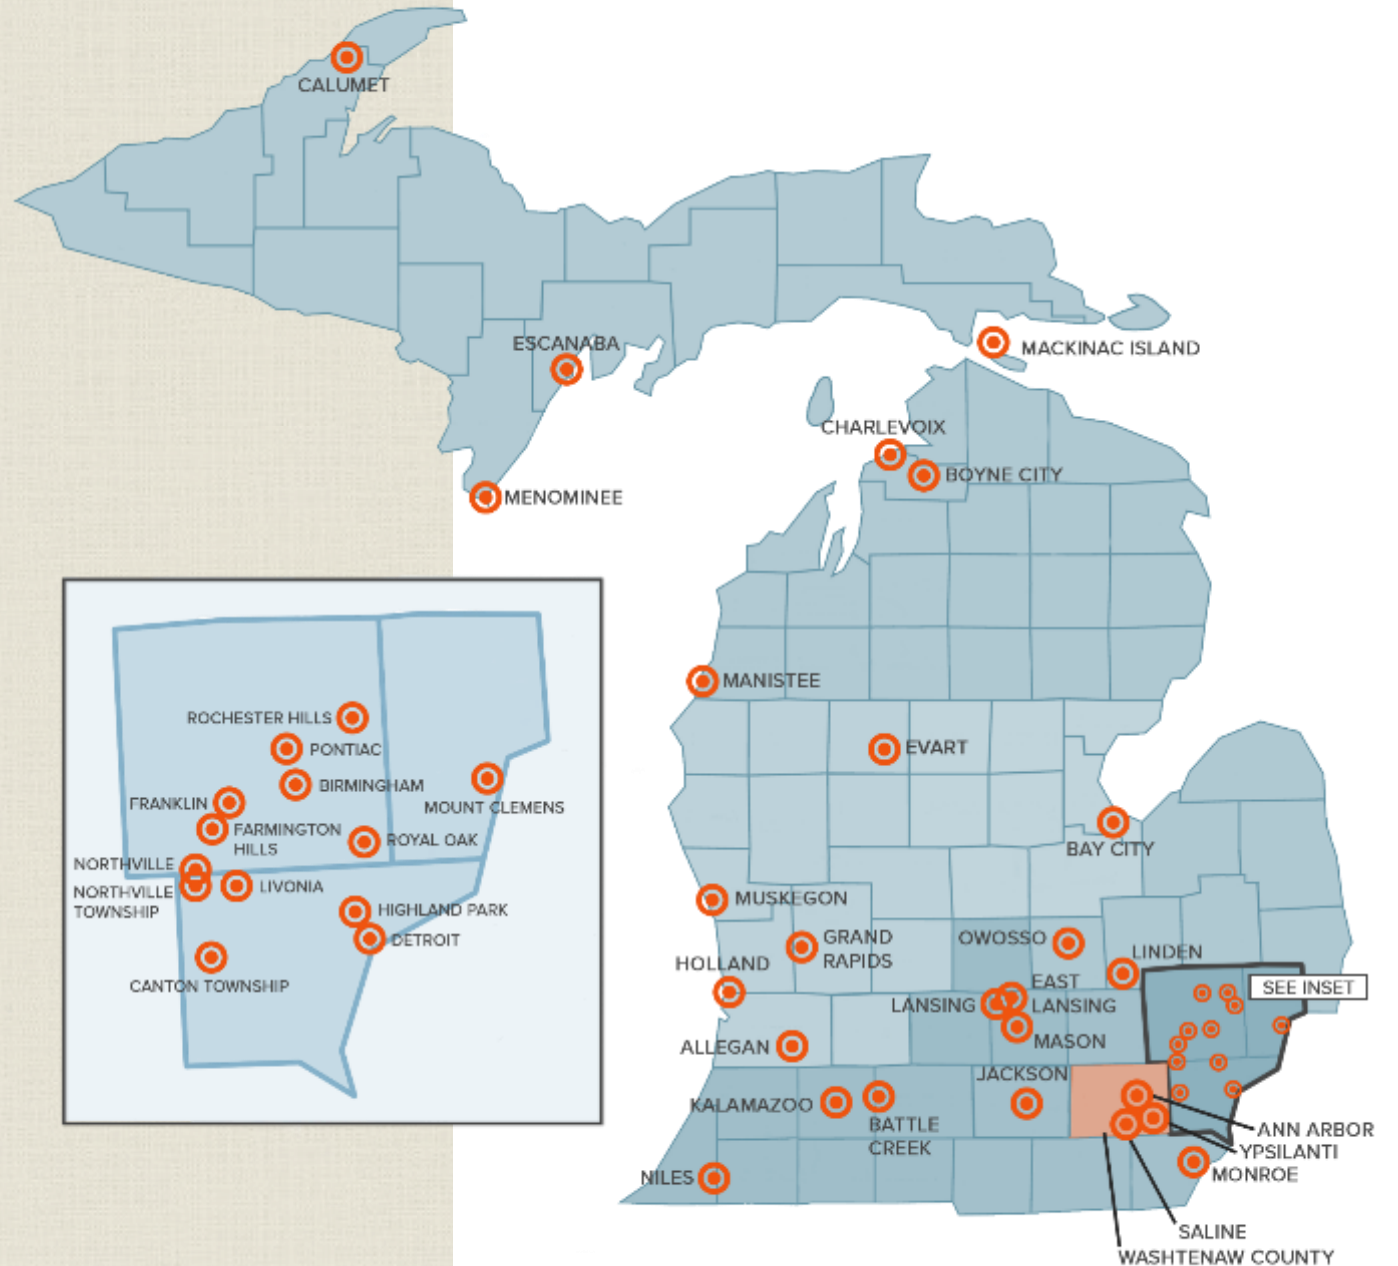 CALUMET
ESCANABA
MACKINAC ISLAND
CHARLEVOIX
BOYNE CITY
MENOMINEE
MANISTEE
EVART
BAY CITY
MUSKEGON
GRAND
RAPIDS
OWOSSO
LINDEN
HOLLAND
EAST
LANSING
LANSING
SEE INSET
MASON
ALLEGAN
JACKSON
KALAMAZOO
BATTLE
CREEK
ANN ARBOR
YPSILANTI
MONROE
NILES
SALINE
WASHTENAW COUNTY
ROCHESTER HILLS
PONTIAC
BIRMINGHAM
MOUNT CLEMENS
FRANKLIN
FARMINGTON
HILLS
ROYAL OAK
NORTHVILLE
NORTHVILLE
TOWNSHIP
LIVONIA
HIGHLAND PARK
DETROIT
CANTON TOWNSHIP